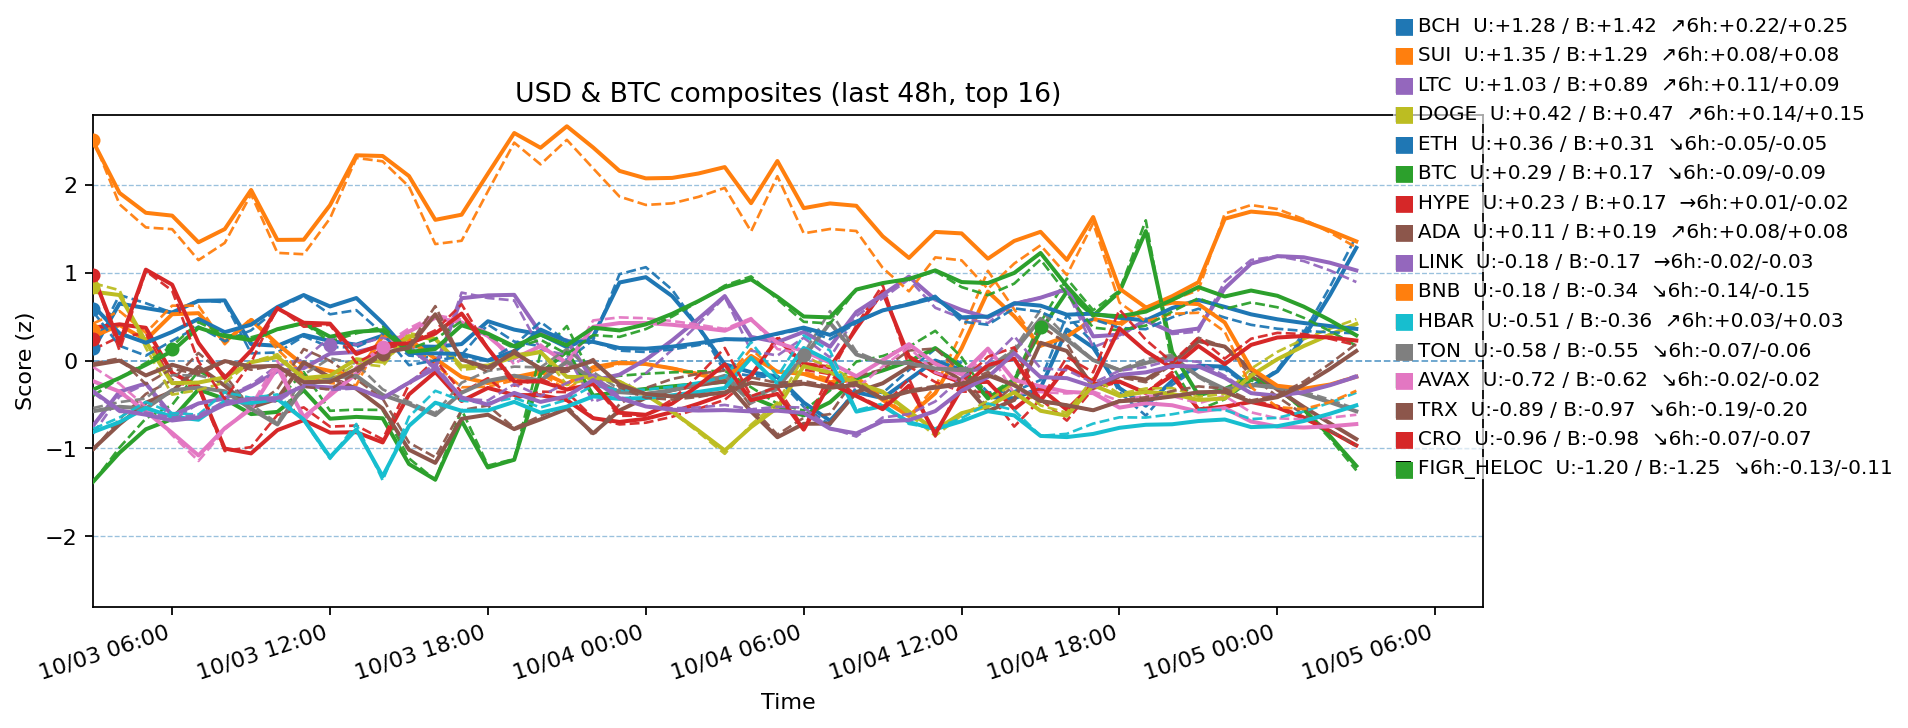 BCH  U:+1.28 / B:+1.42  ↗6h:+0.22/+0.25
SUI  U:+1.35 / B:+1.29  ↗6h:+0.08/+0.08
LTC  U:+1.03 / B:+0.89  ↗6h:+0.11/+0.09
DOGE  U:+0.42 / B:+0.47  ↗6h:+0.14/+0.15
ETH  U:+0.36 / B:+0.31  ↘6h:-0.05/-0.05
BTC  U:+0.29 / B:+0.17  ↘6h:-0.09/-0.09
HYPE  U:+0.23 / B:+0.17  →6h:+0.01/-0.02
ADA  U:+0.11 / B:+0.19  ↗6h:+0.08/+0.08
LINK  U:-0.18 / B:-0.17  →6h:-0.02/-0.03
BNB  U:-0.18 / B:-0.34  ↘6h:-0.14/-0.15
HBAR  U:-0.51 / B:-0.36  ↗6h:+0.03/+0.03
TON  U:-0.58 / B:-0.55  ↘6h:-0.07/-0.06
AVAX  U:-0.72 / B:-0.62  ↘6h:-0.02/-0.02
TRX  U:-0.89 / B:-0.97  ↘6h:-0.19/-0.20
CRO  U:-0.96 / B:-0.98  ↘6h:-0.07/-0.07
FIGR_HELOC  U:-1.20 / B:-1.25  ↘6h:-0.13/-0.11
USD & BTC composites (last 48h, top 16)
Score (z)
2
1
0
−1
−2
10/03 06:00
10/03 12:00
10/03 18:00
10/04 00:00
10/04 06:00
10/04 12:00
10/04 18:00
10/05 00:00
10/05 06:00
Time